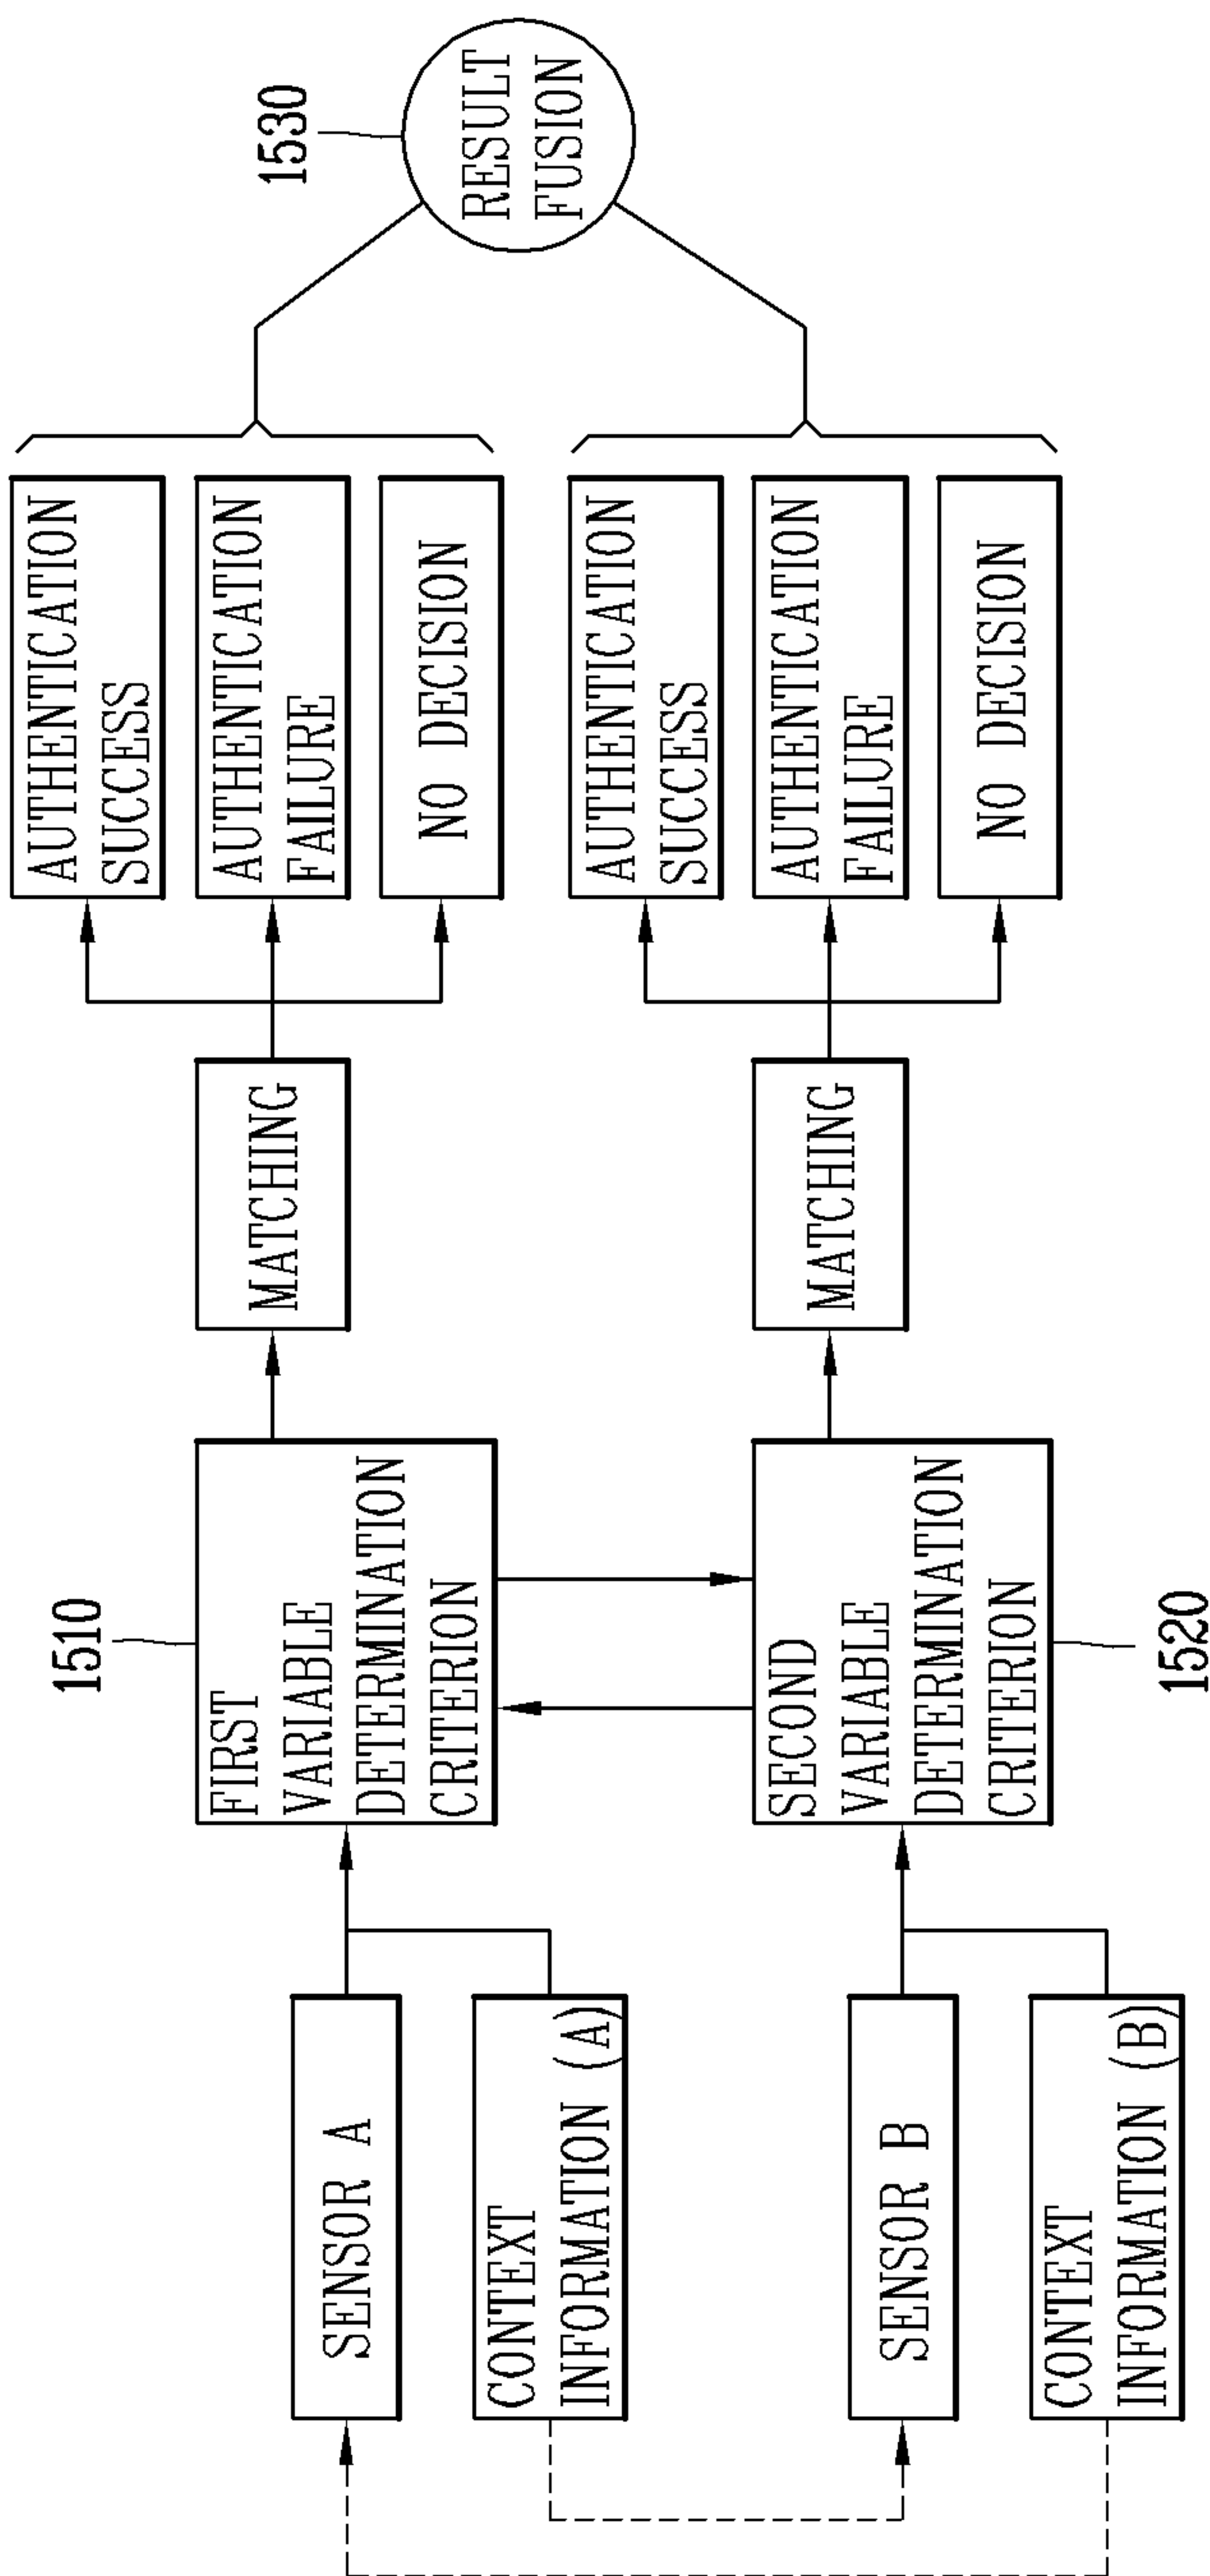 1510
SENSOR A
CONTEXT
INFORMATION (A)
FIRST
VARIABLE
DETERMINATION
CRITERION
MATCHING
AUTHENTICATION
SUCCESS
AUTHENTICATION
FAILURE
NO DECISION
1530
RESULT
FUSION
SENSOR B
CONTEXT
INFORMATION (B)
SECOND
VARIABLE
DETERMINATION
CRITERION
MATCHING
AUTHENTICATION
SUCCESS
AUTHENTICATION
FAILURE
NO DECISION
1520